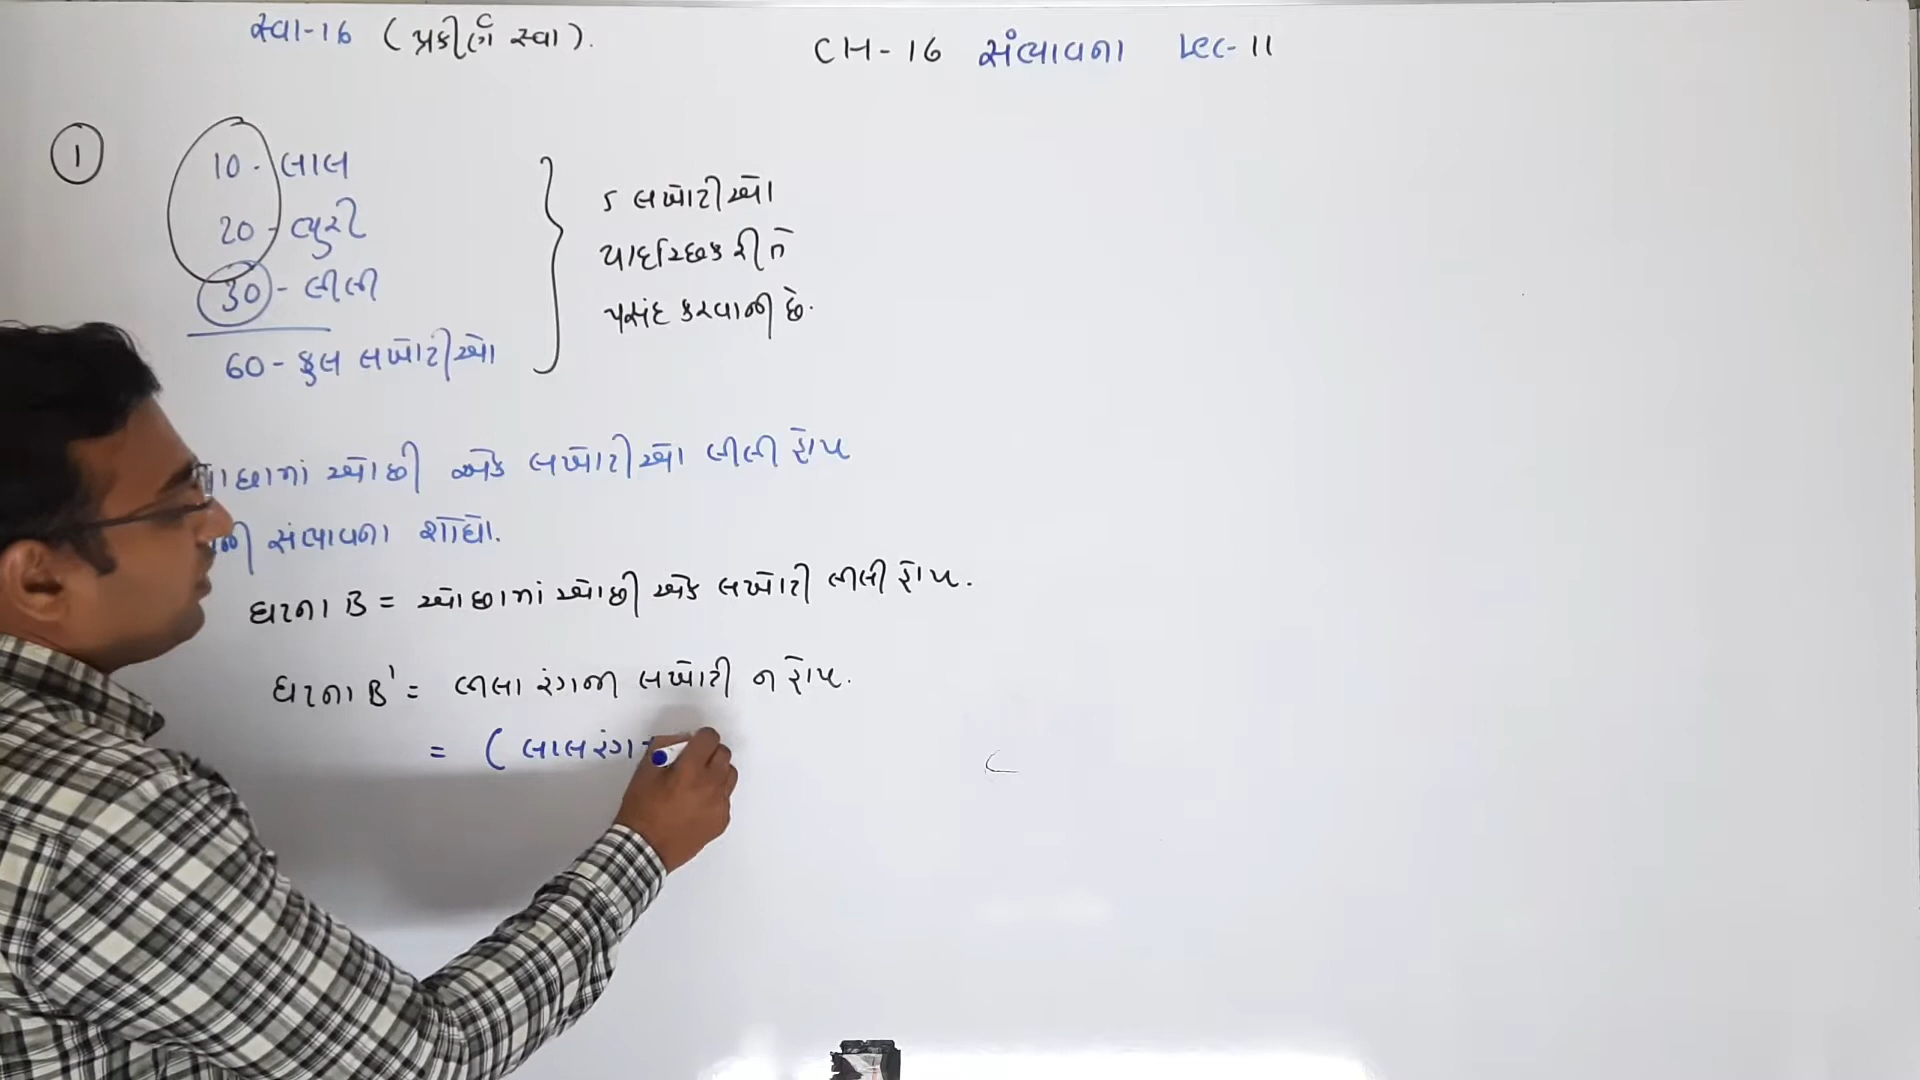 સ્વા-16 (પ્રકીર્ણ સ્વા).
CH-16 સંભાવના Lec-11
1
10 - લાલ
20 - ભુરી
30 - લીલી
60 - કુલ લખોટીઓ
5 લખોટીઓ
યાદચ્છિક રીતે
પસંદ કરવાની છે.
ઓછી એક લખોટીઓ લીલી હોય
સંભાવના શોધો.
ઘટના B = ઓછામાં ઓછી એક લખોટી લીલી હોય.
ઘટના B' = લીલા રંગની લખોટી ન હોય.
= ( લાલ રંગ